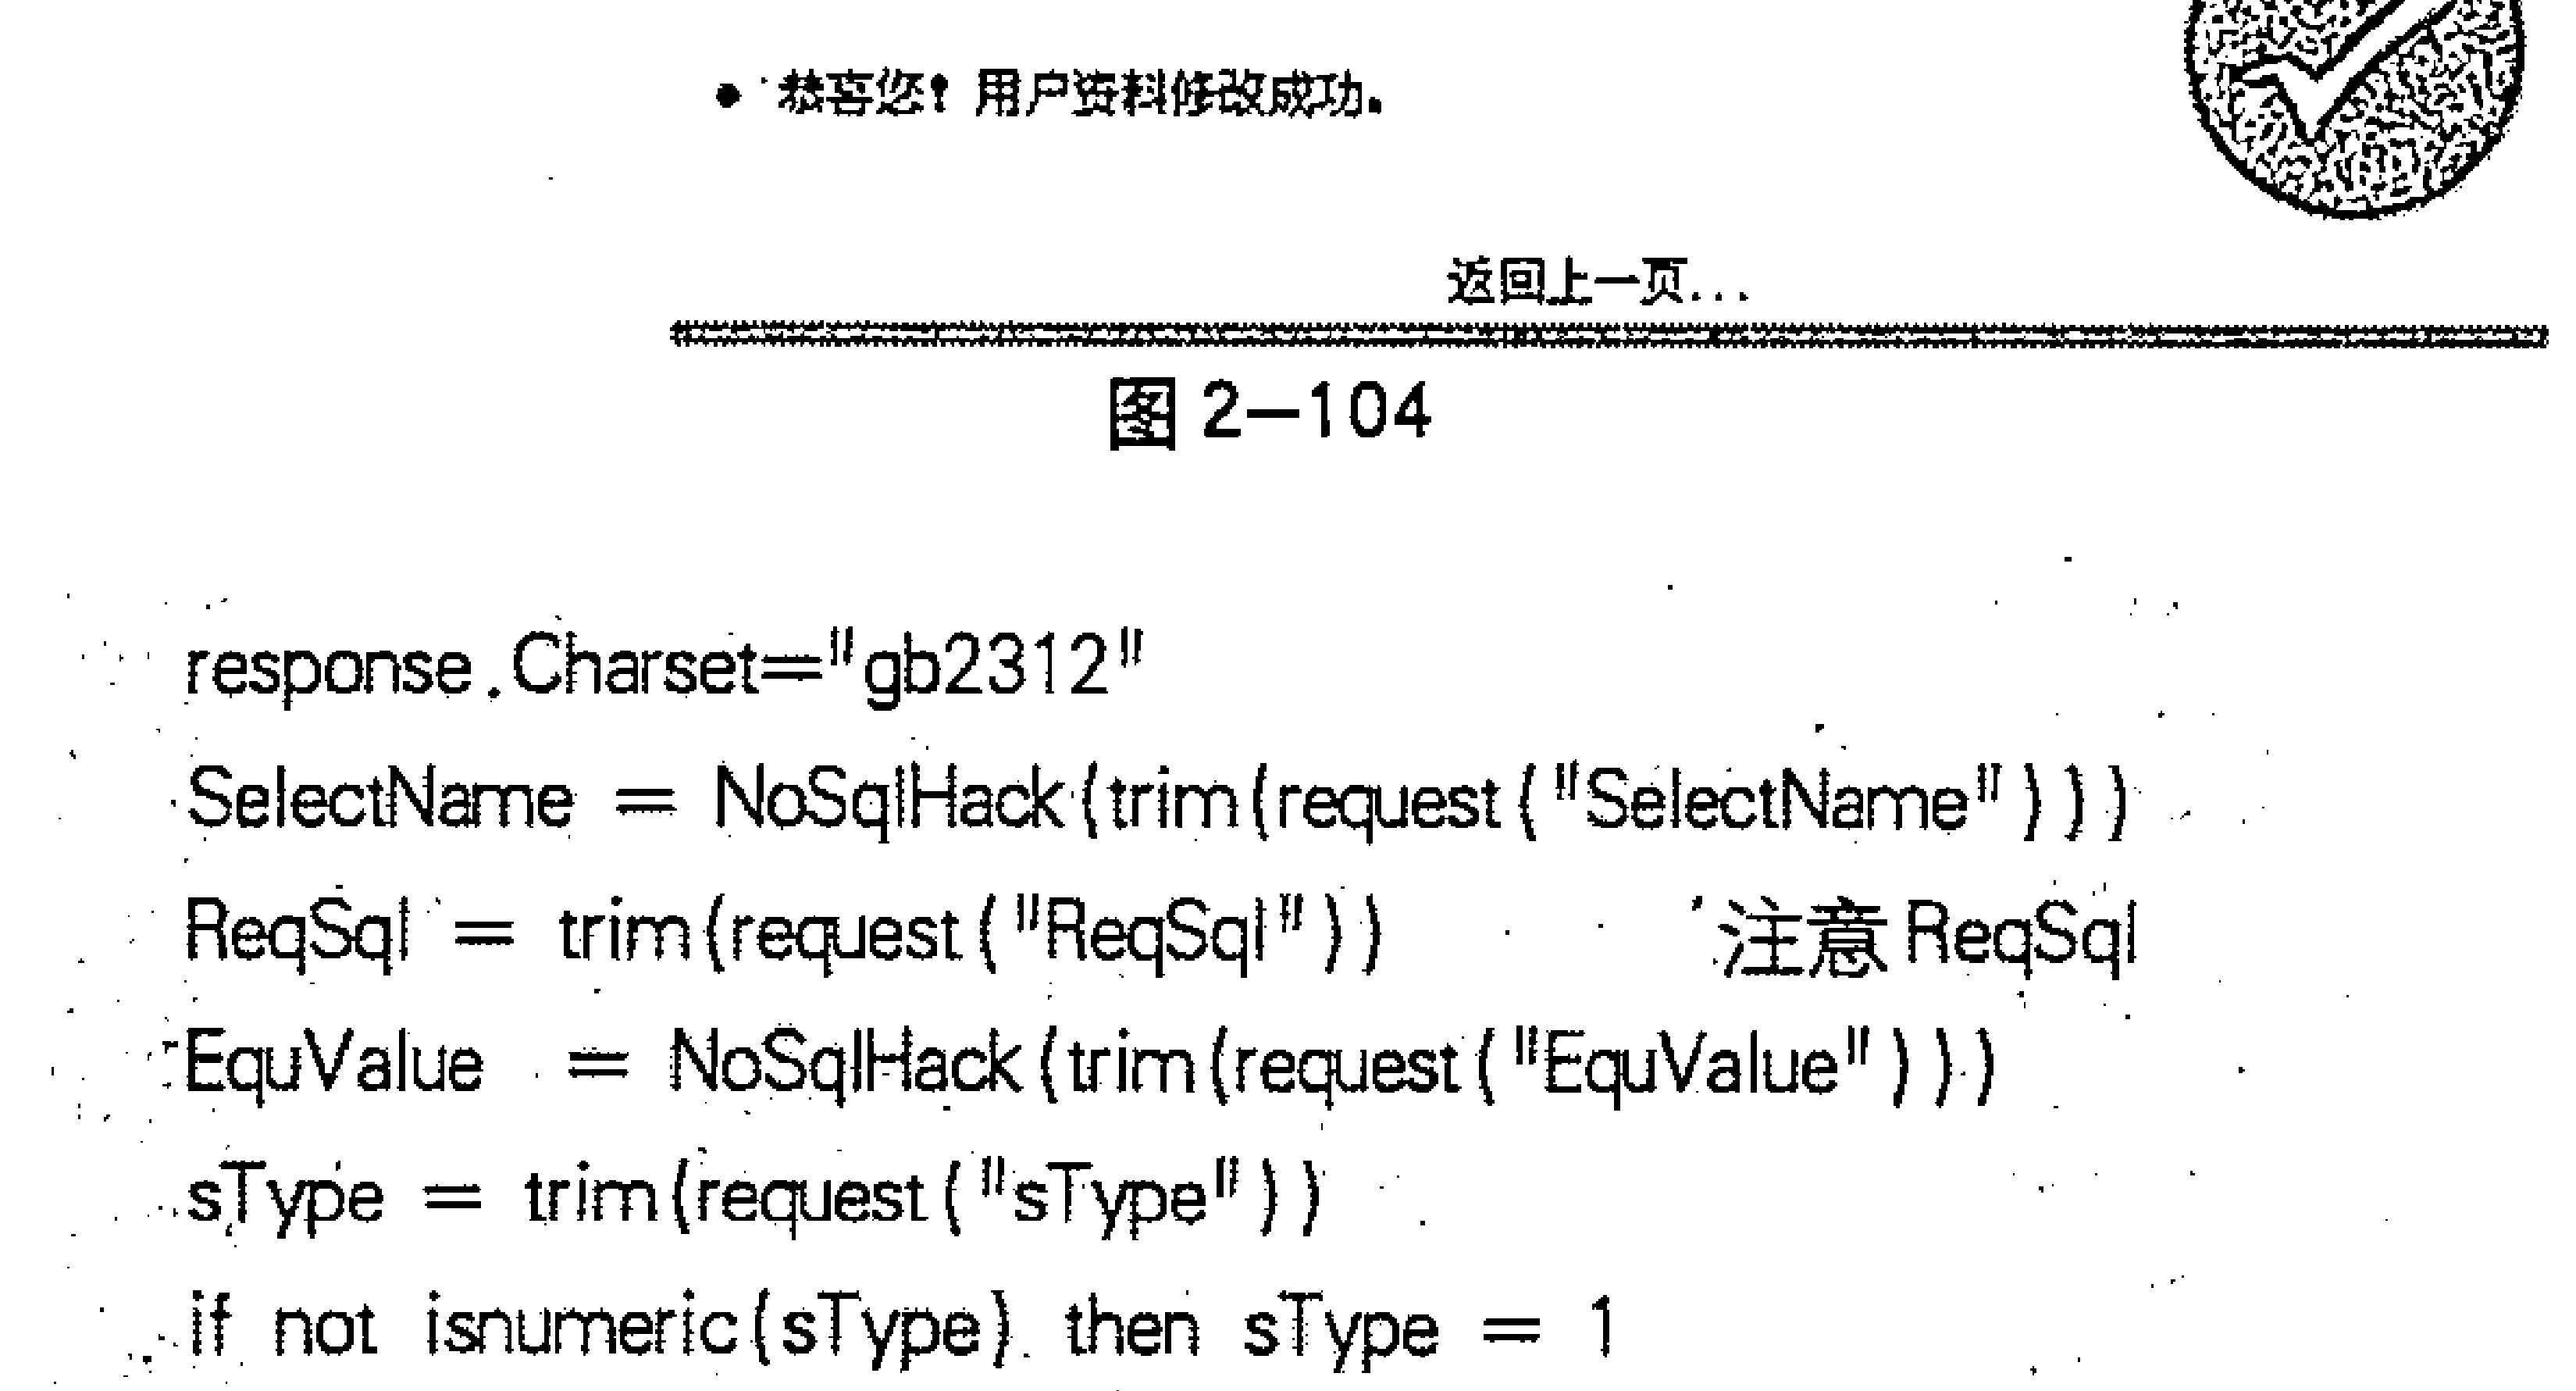 • 恭喜您！用户资料修改成功.
返回上一页...
图 2-104
response.Charset="gb2312"
SelectName = NoSqlHack(trim(request("SelectName")))
ReqSql = trim(request("ReqSql")) '注意 ReqSql
EquValue = NoSqlHack(trim(request("EquValue")))
sType = trim(request("sType"))
if not isnumeric(sType) then sType = 1